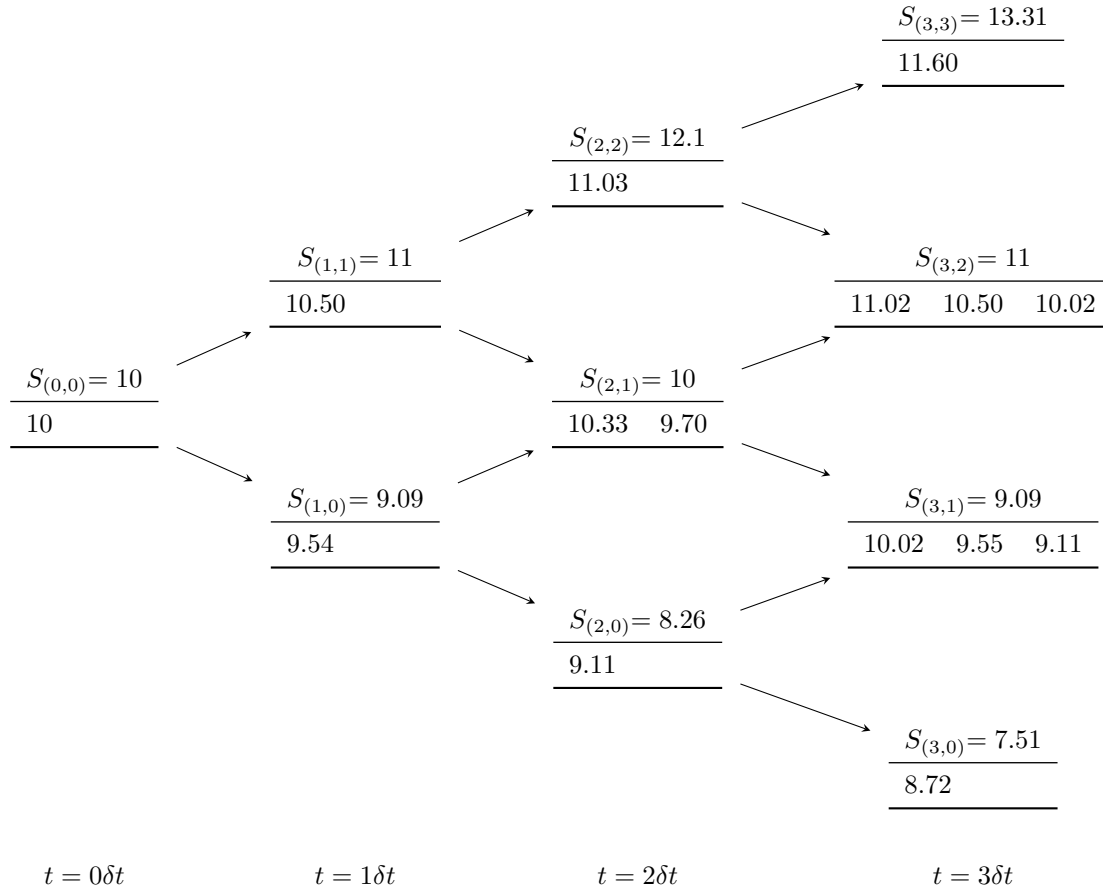 S(3,3)= 13.31
11.60
S(2,2)= 12.1
11.03
S(1,1)= 11
10.50
S(3,2)= 11
11.02 10.50 10.02
S(0,0)= 10
10
S(2,1)= 10
10.33 9.70
S(1,0)= 9.09
9.54
S(3,1)= 9.09
10.02 9.55 9.11
S(2,0)= 8.26
9.11
S(3,0)= 7.51
8.72
t = 0δt t = 1δt t = 2δt t = 3δt